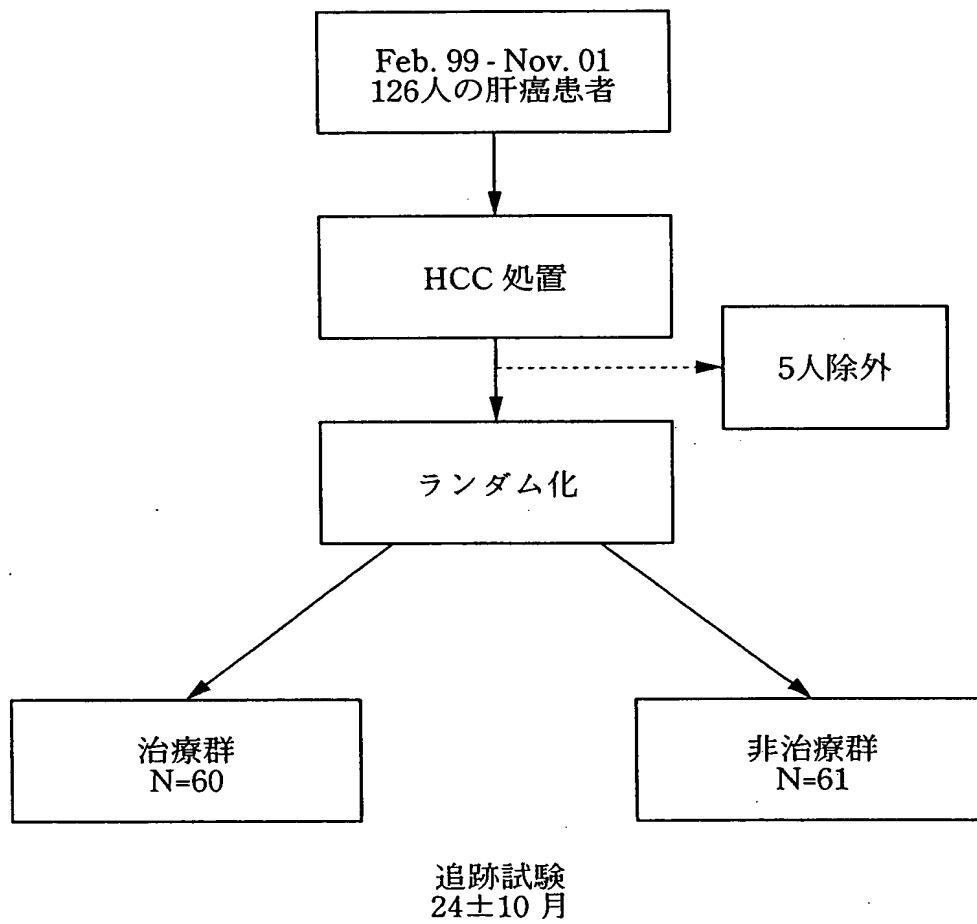 Feb. 99 - Nov. 01
126人の肝癌患者
HCC 処置
5人除外
ランダム化
治療群
N=60
非治療群
N=61
追跡試験
24±10 月